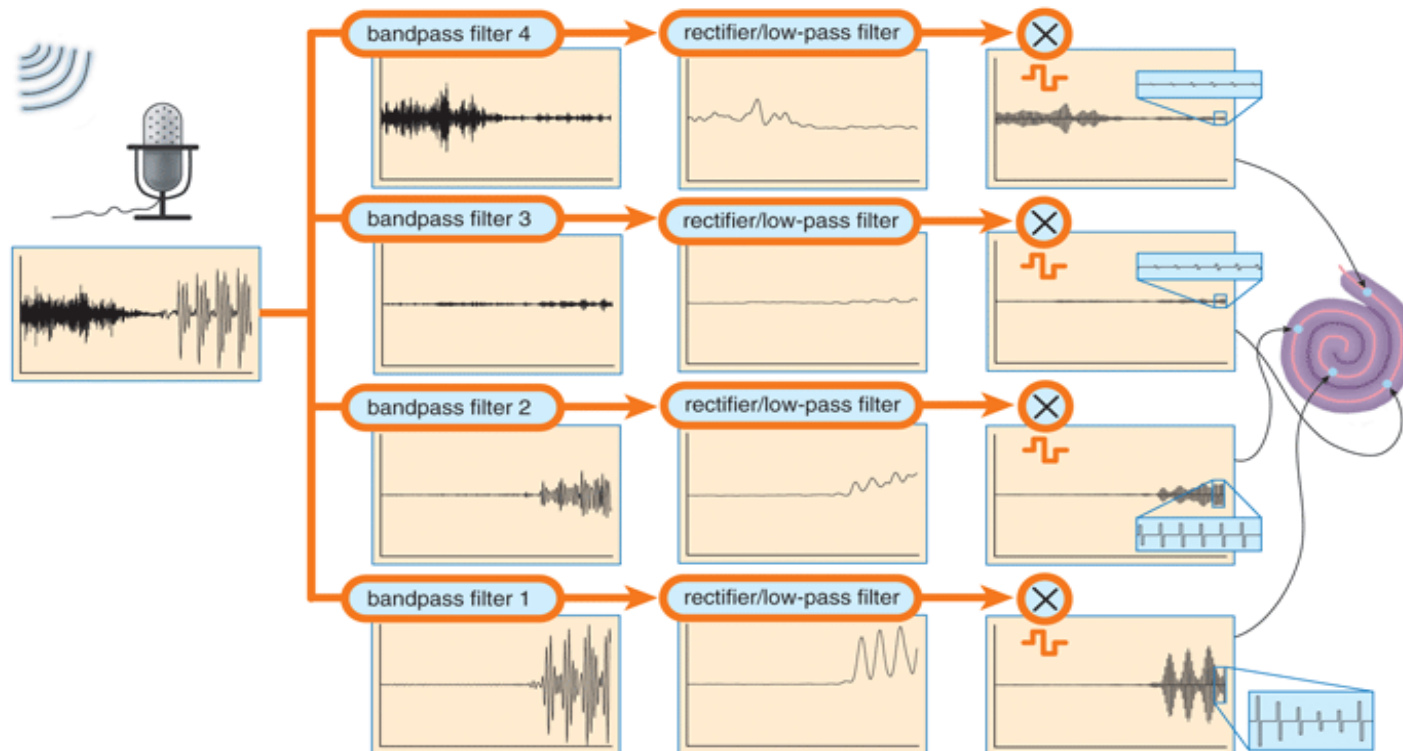 bandpass filter 4
rectifier/low-pass filter
bandpass filter 3
rectifier/low-pass filter
bandpass filter 2
rectifier/low-pass filter
bandpass filter 1
rectifier/low-pass filter